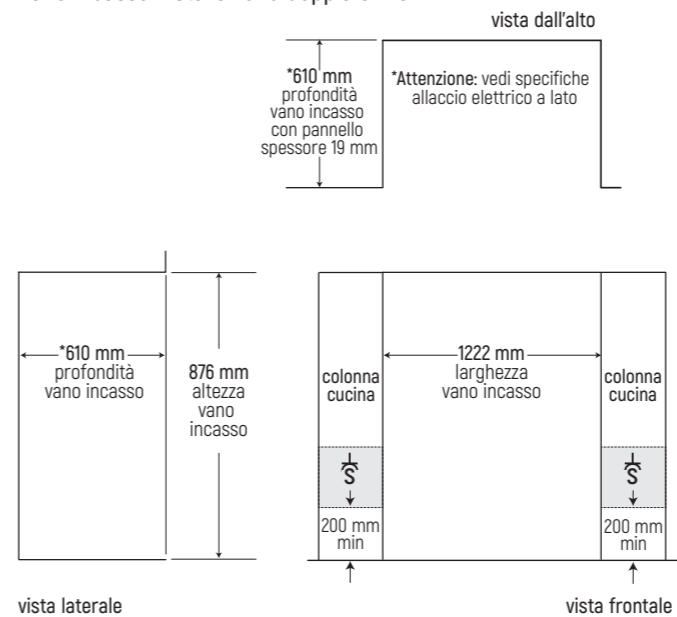 vista dall'alto
*610 mm
profondità
vano incasso
con pannello
spessore 19 mm
*Attenzione: vedi specifiche
allaccio elettrico a lato
*610 mm
profondità
vano incasso
876 mm
altezza
vano
incasso
colonna
cucina
1222 mm
larghezza
vano incasso
colonna
cucina
S
S
200 mm
min
200 mm
min
vista laterale
vista frontale